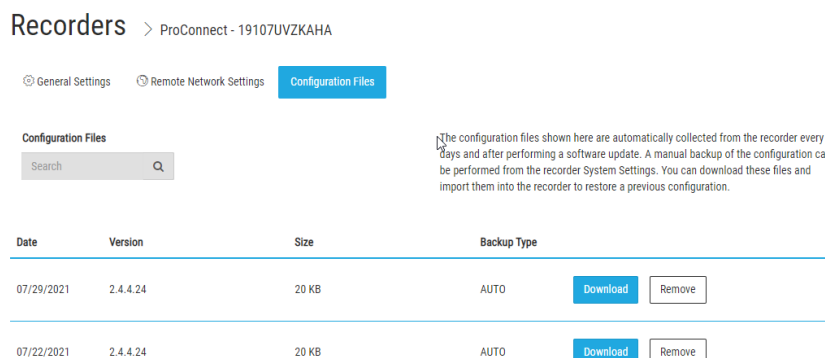 Recorders > ProConnect - 19107UVZKAHA
General Settings Remote Network Settings Configuration Files
Configuration Files
Search
The configuration files shown here are automatically collected from the recorder every
days and after performing a software update. A manual backup of the configuration ca
be performed from the recorder System Settings. You can download these files and
import them into the recorder to restore a previous configuration.
Date Version Size Backup Type
07/29/2021 2.4.4.24 20 KB AUTO Download Remove
07/22/2021 2.4.4.24 20 KB AUTO Download Remove